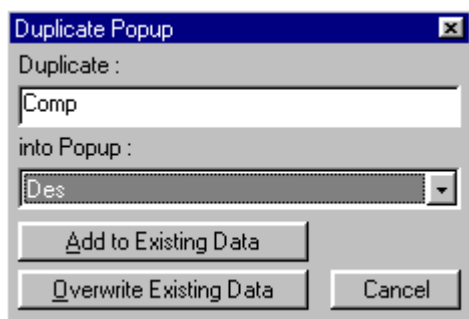 Duplicate Popup
Duplicate :
Comp
into Popup :
Des
Add to Existing Data
Overwrite Existing Data Cancel